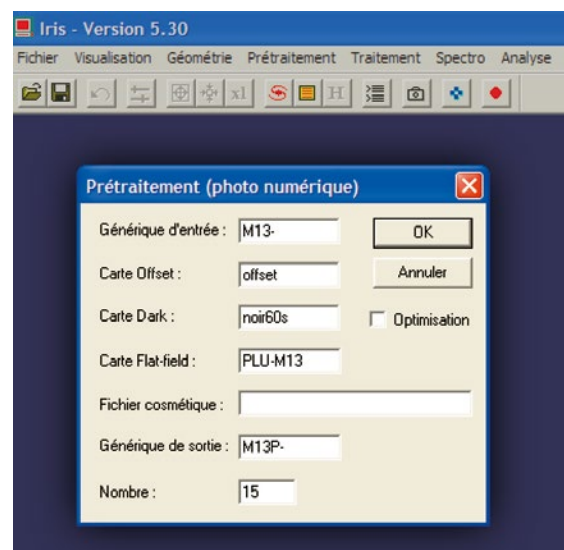 Iris - Version 5.30
Fichier Visualisation Géométrie Prétraitement Traitement Spectro Analyse
x1 H
Prétraitement (photo numérique)
Générique d'entrée : M13- OK
Carte Offset : offset Annuler
Carte Dark : noir60s Optimisation
Carte Flat-field : PLU-M13
Fichier cosmétique :
Générique de sortie : M13P-
Nombre : 15